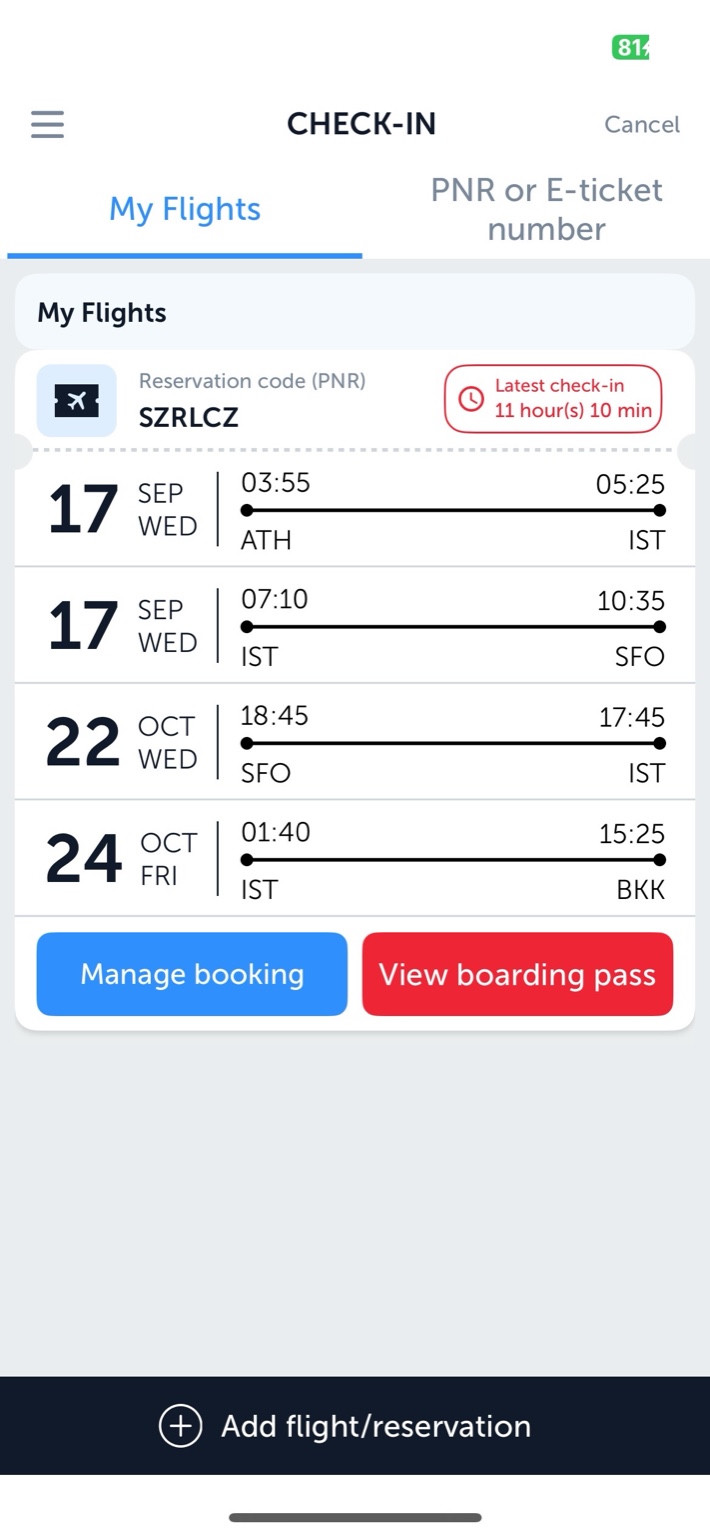 81
CHECK-IN
Cancel
My Flights
PNR or E-ticket
number
My Flights
Reservation code (PNR)
SZRLCZ
Latest check-in
11 hour(s) 10 min
17 SEP WED
03:55 05:25
ATH IST
17 SEP WED
07:10 10:35
IST SFO
22 OCT WED
18:45 17:45
SFO IST
24 OCT FRI
01:40 15:25
IST BKK
Manage booking
View boarding pass
Add flight/reservation